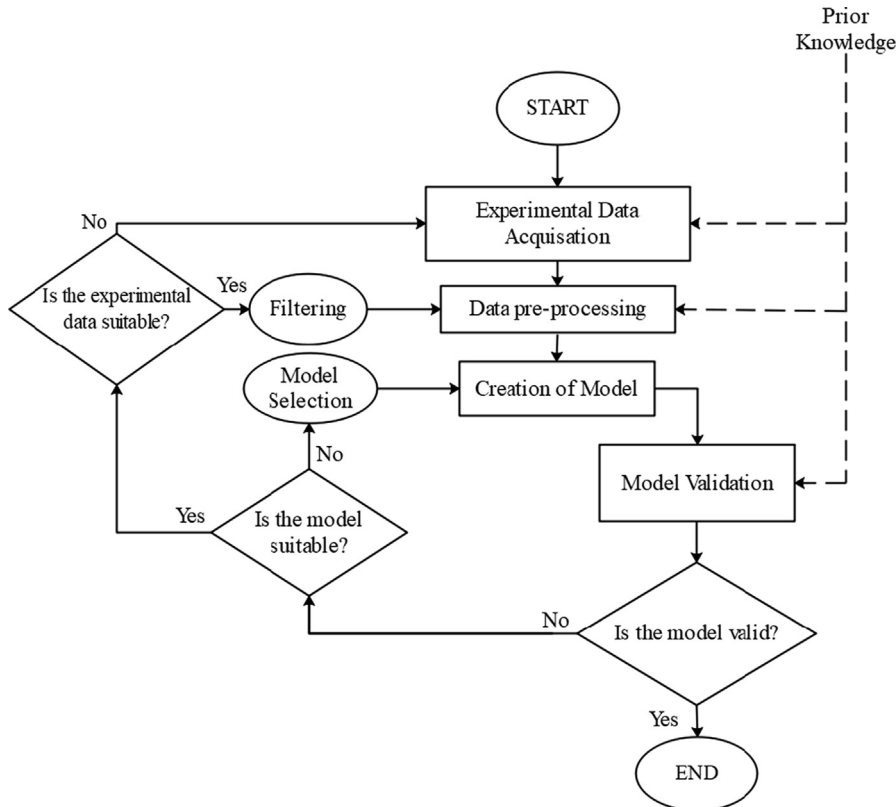 Prior
Knowledge
START
Experimental Data
Acquisation
No
Is the experimental
data suitable?
Yes
Filtering
Data pre-processing
Model
Selection
Creation of Model
No
Model Validation
Yes
Is the model
suitable?
No
Is the model valid?
Yes
END